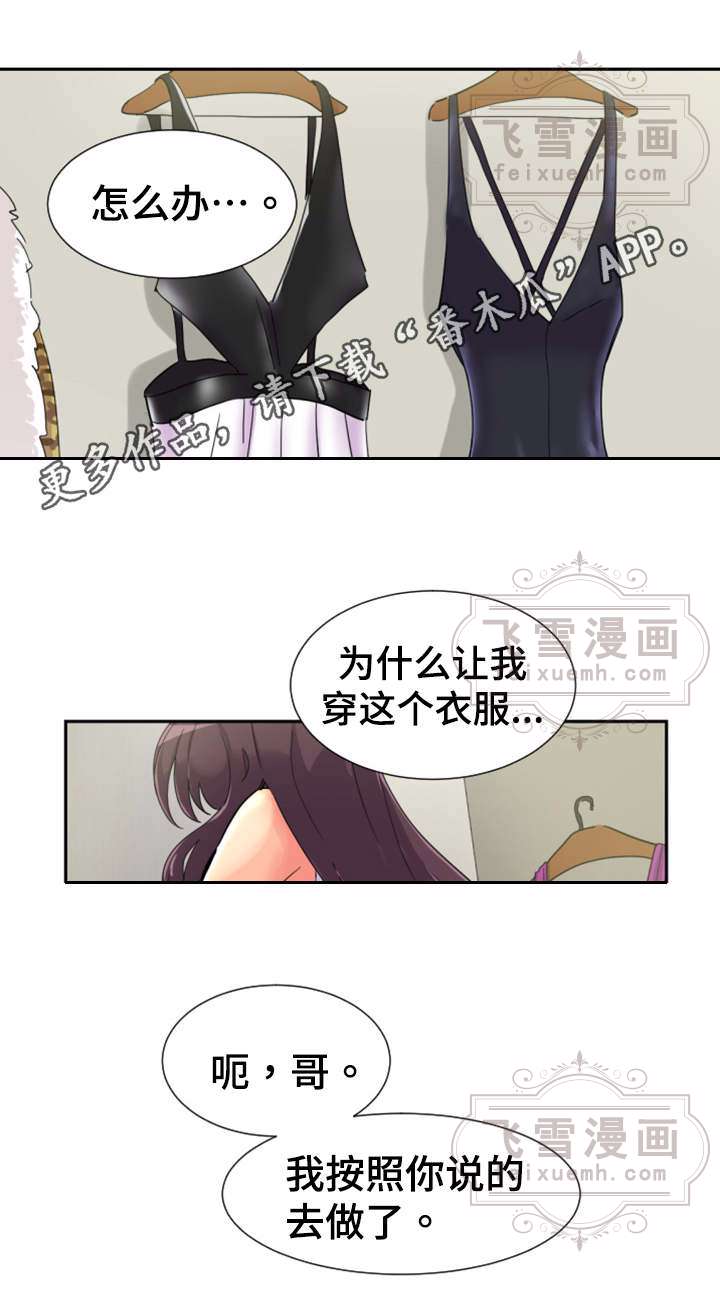 飞雪漫画
feixuemh.com
怎么办…。
更多作品，请下载“番木瓜”APP。
飞雪漫画
feixuemh.com
为什么让我
穿这个衣服...
呃，哥。
飞雪漫画
feixuemh.com
我按照你说的
去做了。